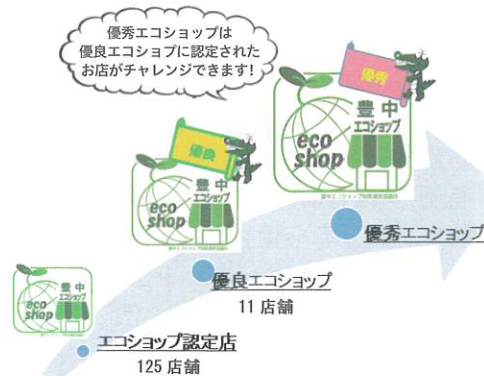 優秀エコショップは
優良エコショプに認定された
お店がチャレンジできます!
優秀
豊中
エコショップ
eco
shop
優良
豊中
エコショップ
eco
shop
優秀エコショップ
優良エコショップ
11店舗
豊中
エコショップ
eco
shop
エコショップ認定店
125店舗